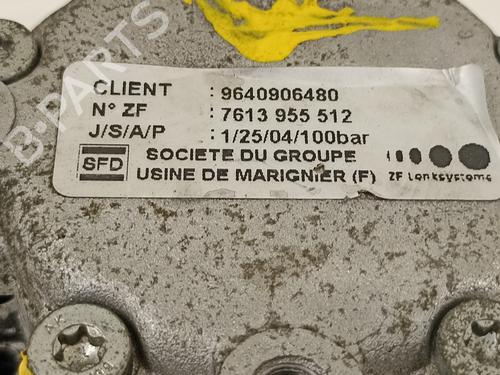 CLIENT : 9640906480
N° ZF : 7613 955 512
J/S/A/P : 1/25/04/100bar
SFD SOCIETE DU GROUPE
USINE DE MARIGNIER (F) ZF Lenksysteme
B-PARTS